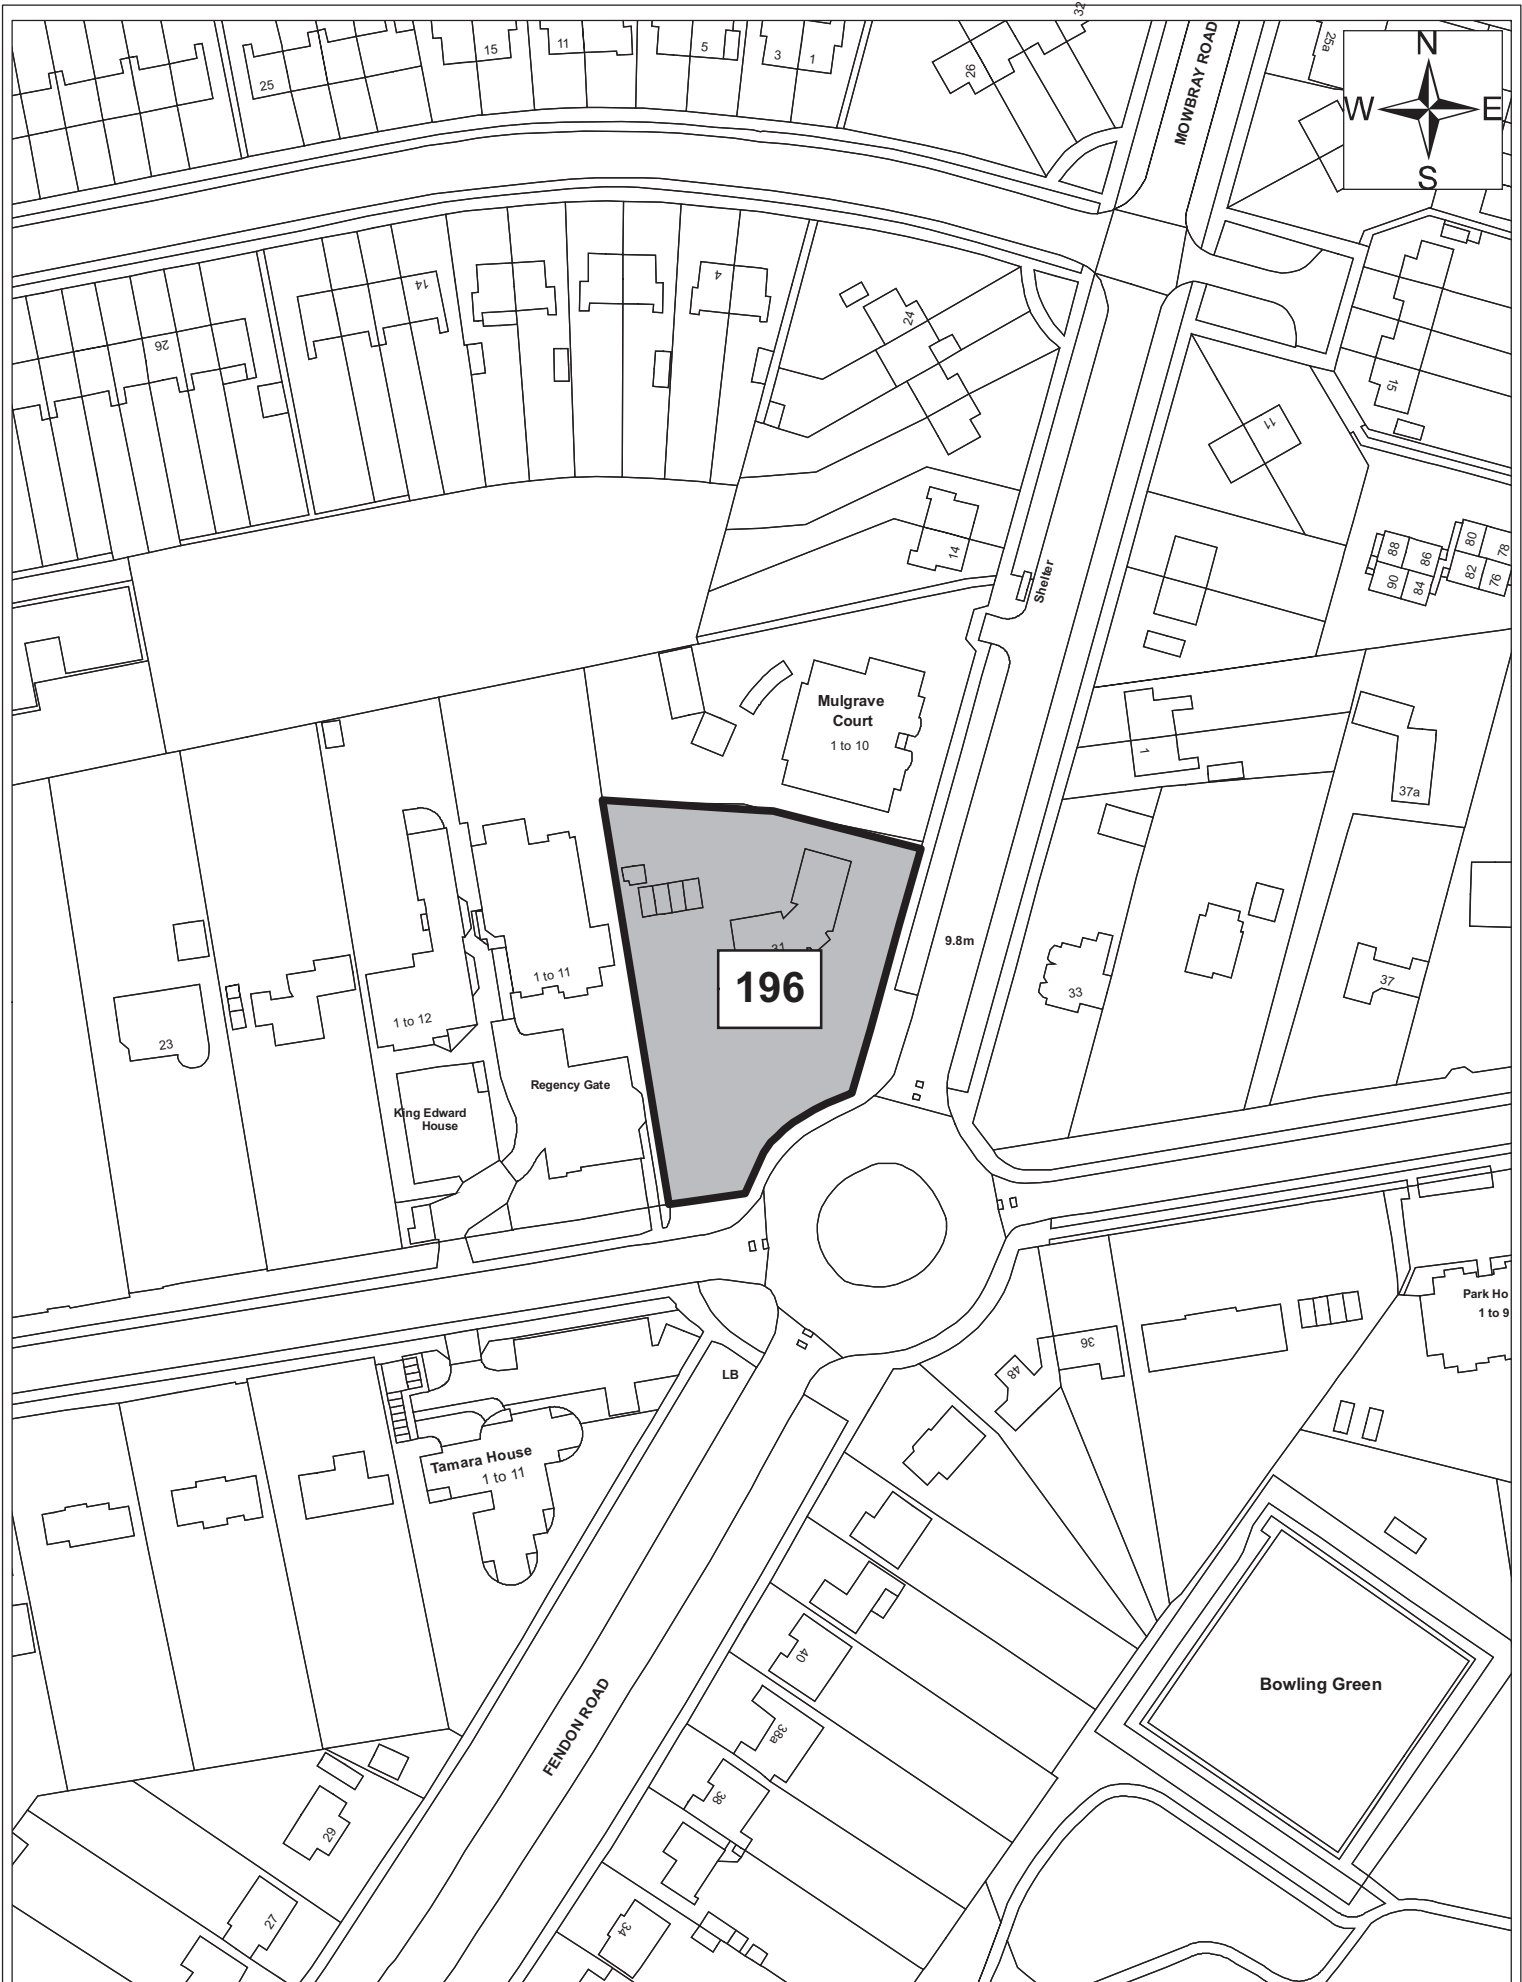 32
25
15
11
5
3
1
26
MOWBRAY ROAD
25a
N
W
E
S
26
14
4
24
15
11
14
Shelter
88
86
90
84
80
78
82
76
Mulgrave
Court
1 to 10
1
37a
31
196
9.8m
33
37
23
1 to 12
1 to 11
Regency Gate
King Edward
House
Park Ho
1 to 9
36
48
LB
Tamara House
1 to 11
40
38a
38
34
FENDON ROAD
Bowling Green
29
27